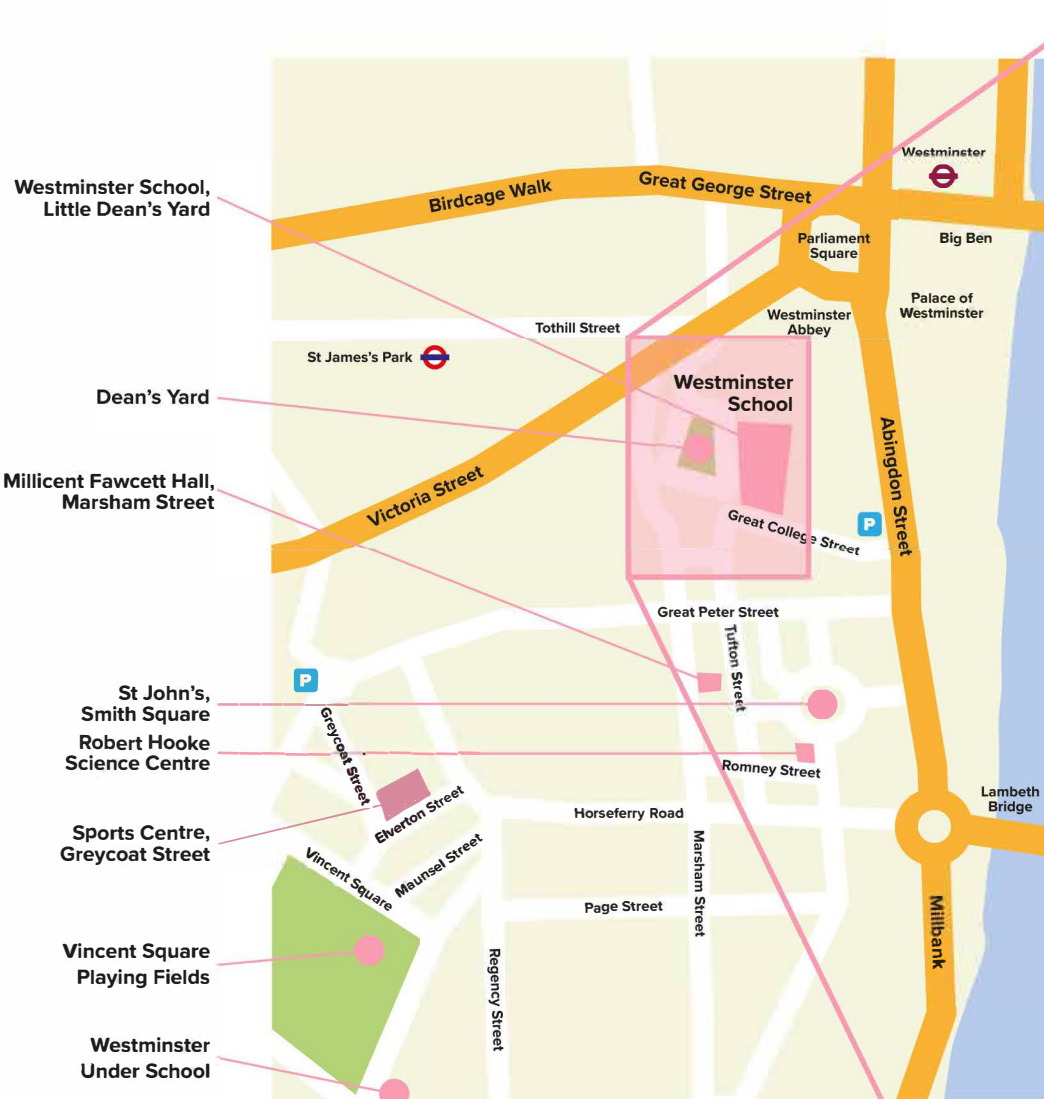 Westminster
Birdcage Walk
Great George Street
Westminster School,
Little Dean's Yard
Parliament
Square
Big Ben
Palace of
Westminster
Westminster
Abbey
Tothill Street
St James's Park
Westminster
School
Dean's Yard
Abingdon Street
Millicent Fawcett Hall,
Marsham Street
Victoria Street
P
Great College Street
Great Peter Street
Tufton Street
P
St John's,
Smith Square
Greycoat Street
Robert Hooke
Science Centre
Romney Street
Lambeth
Bridge
Elverton Street
Horseferry Road
Sports Centre,
Greycoat Street
Maunsel Street
Marsham Street
Vincent Square
Page Street
Millbank
Vincent Square
Playing Fields
Regency Street
Westminster
Under School